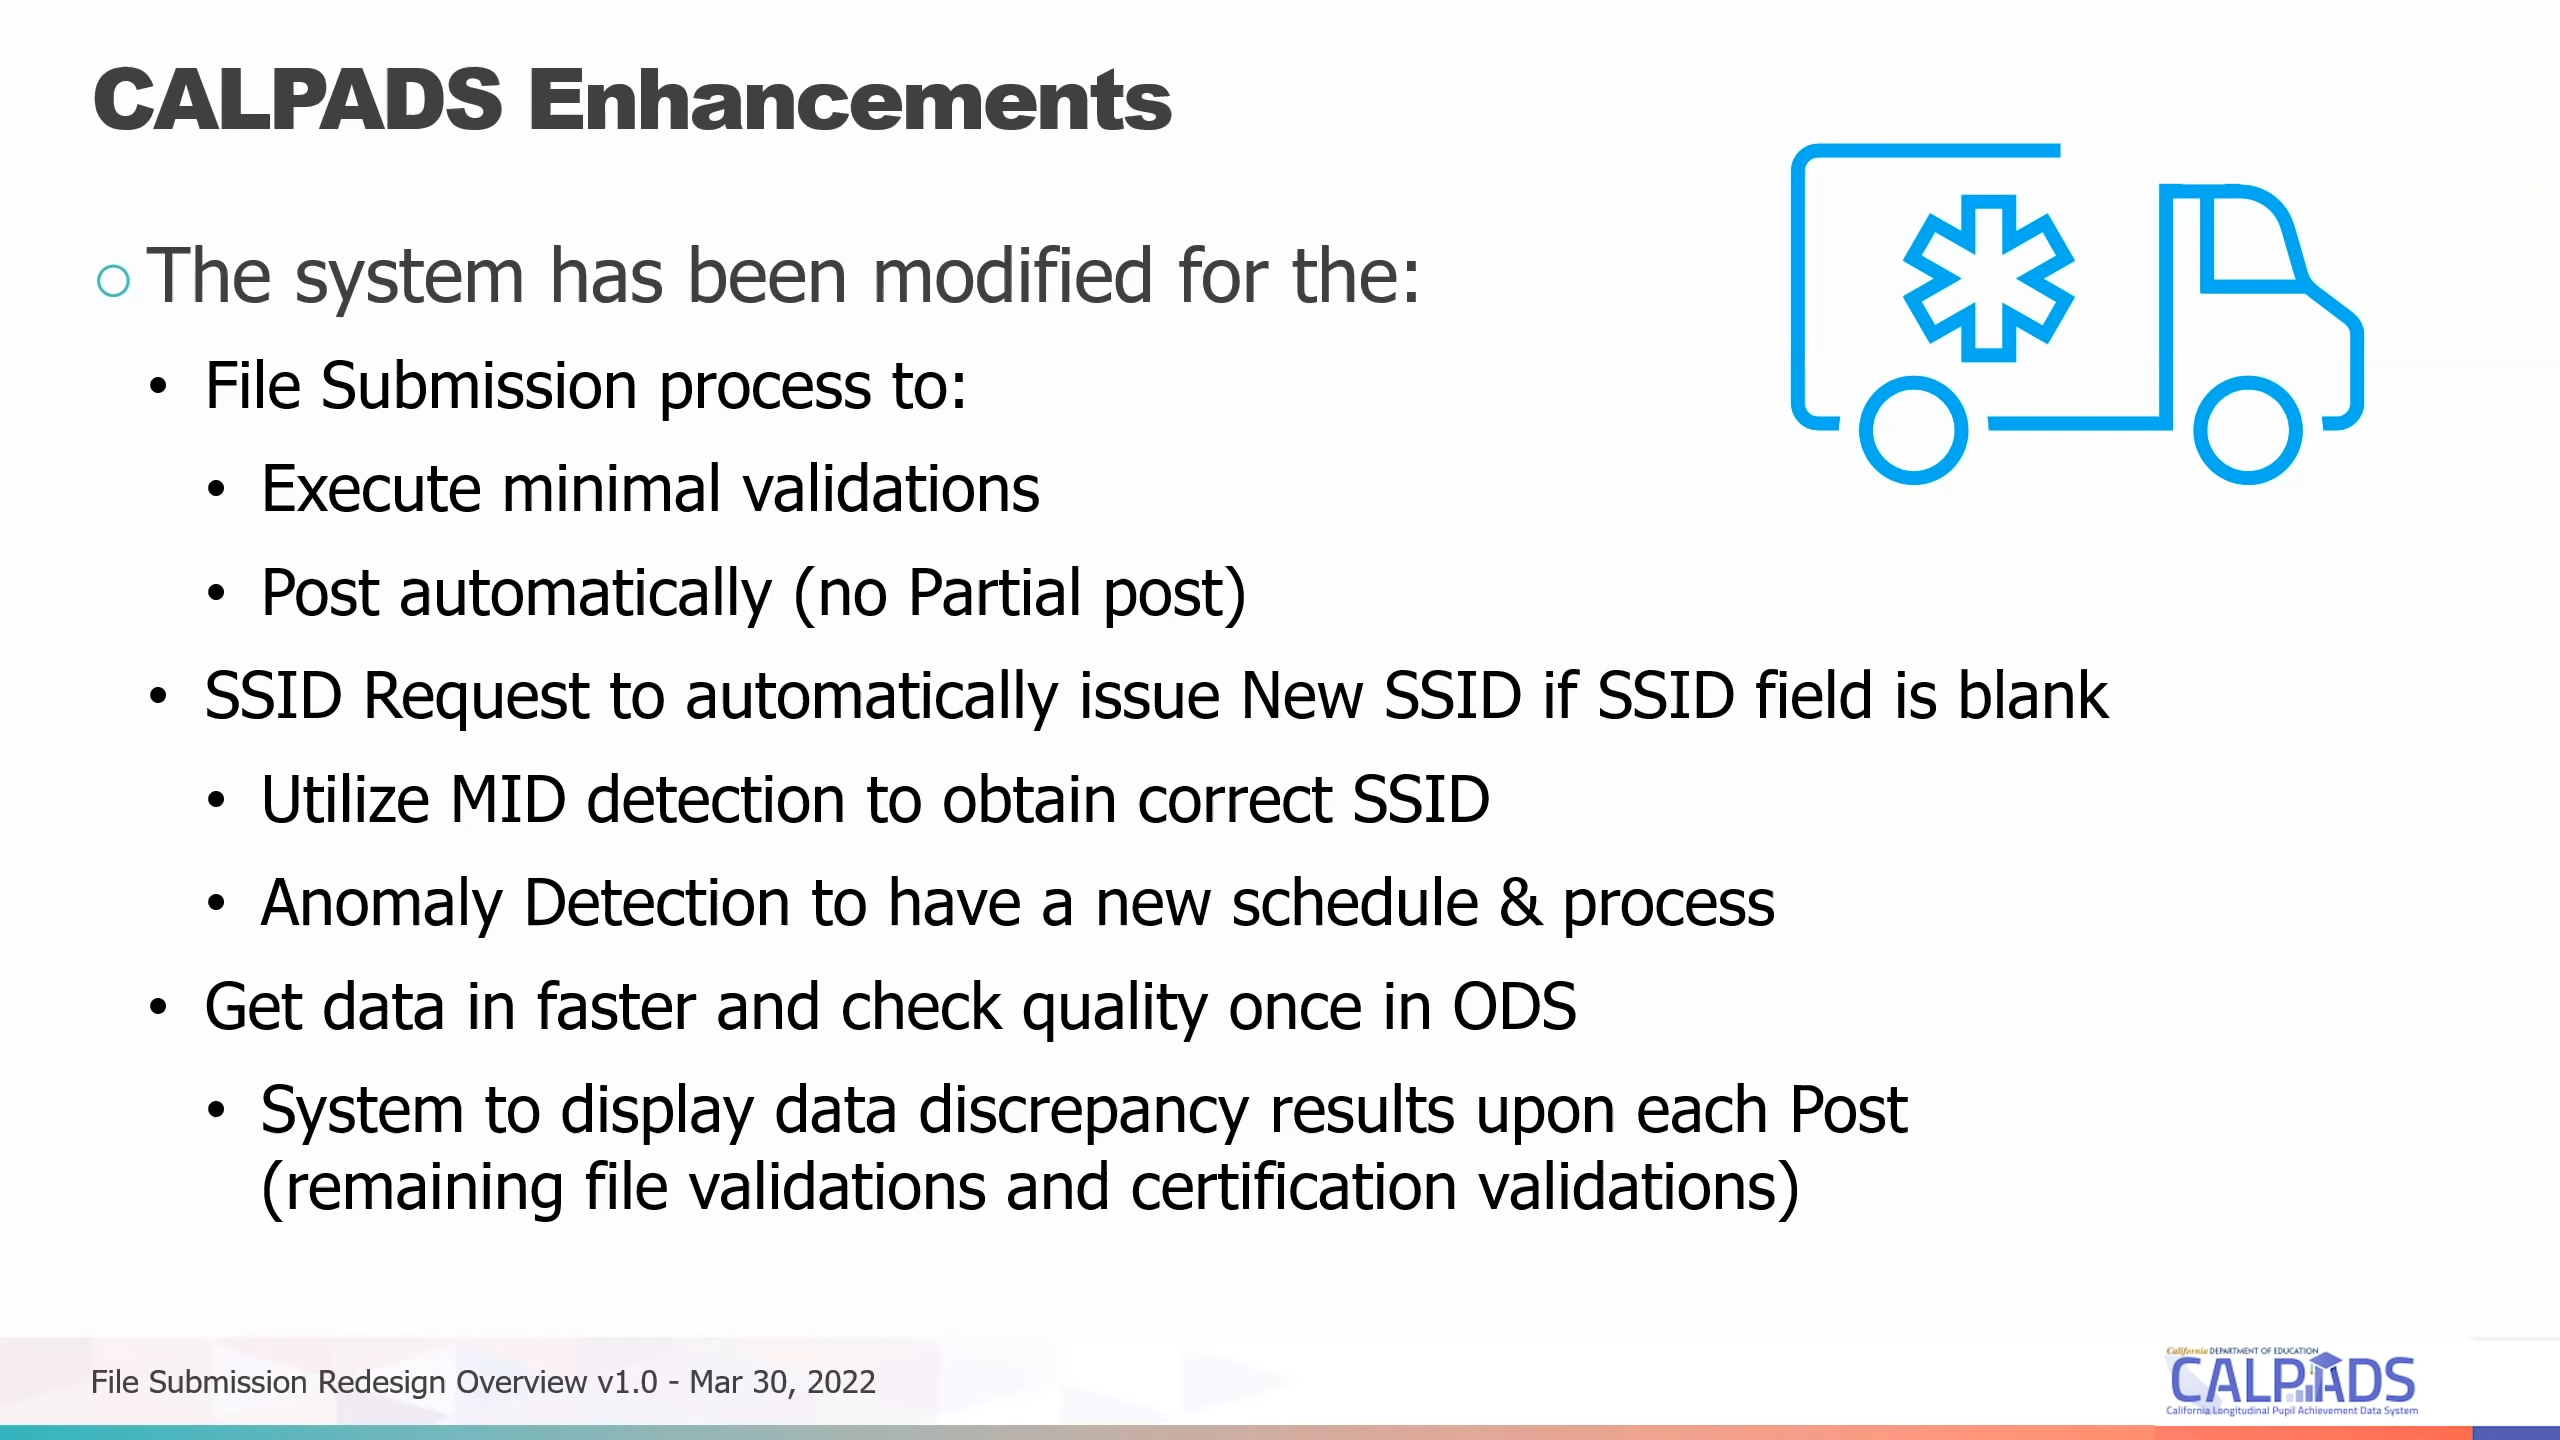 CALPADS Enhancements
The system has been modified for the:
• File Submission process to:
• Execute minimal validations
• Post automatically (no Partial post)
• SSID Request to automatically issue New SSID if SSID field is blank
• Utilize MID detection to obtain correct SSID
• Anomaly Detection to have a new schedule & process
• Get data in faster and check quality once in ODS
• System to display data discrepancy results upon each Post
(remaining file validations and certification validations)
File Submission Redesign Overview v1.0 - Mar 30, 2022
California DEPARTMENT OF EDUCATION
CALPADS
California Longitudinal Pupil Achievement Data System